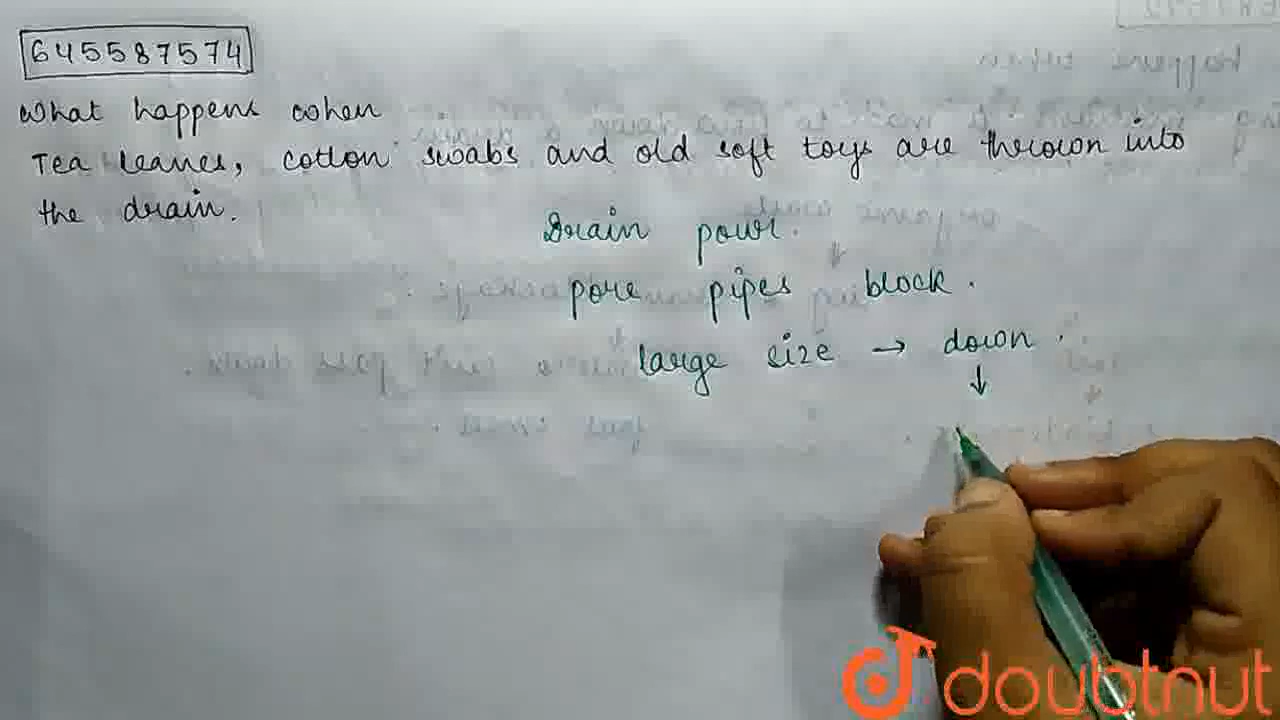 645587574
What happens when
Tea leaves, cotton swabs and old soft toys are thrown into
the drain.
Drain pour.
pore pipes block.
large size → down.
↓
doubtnut